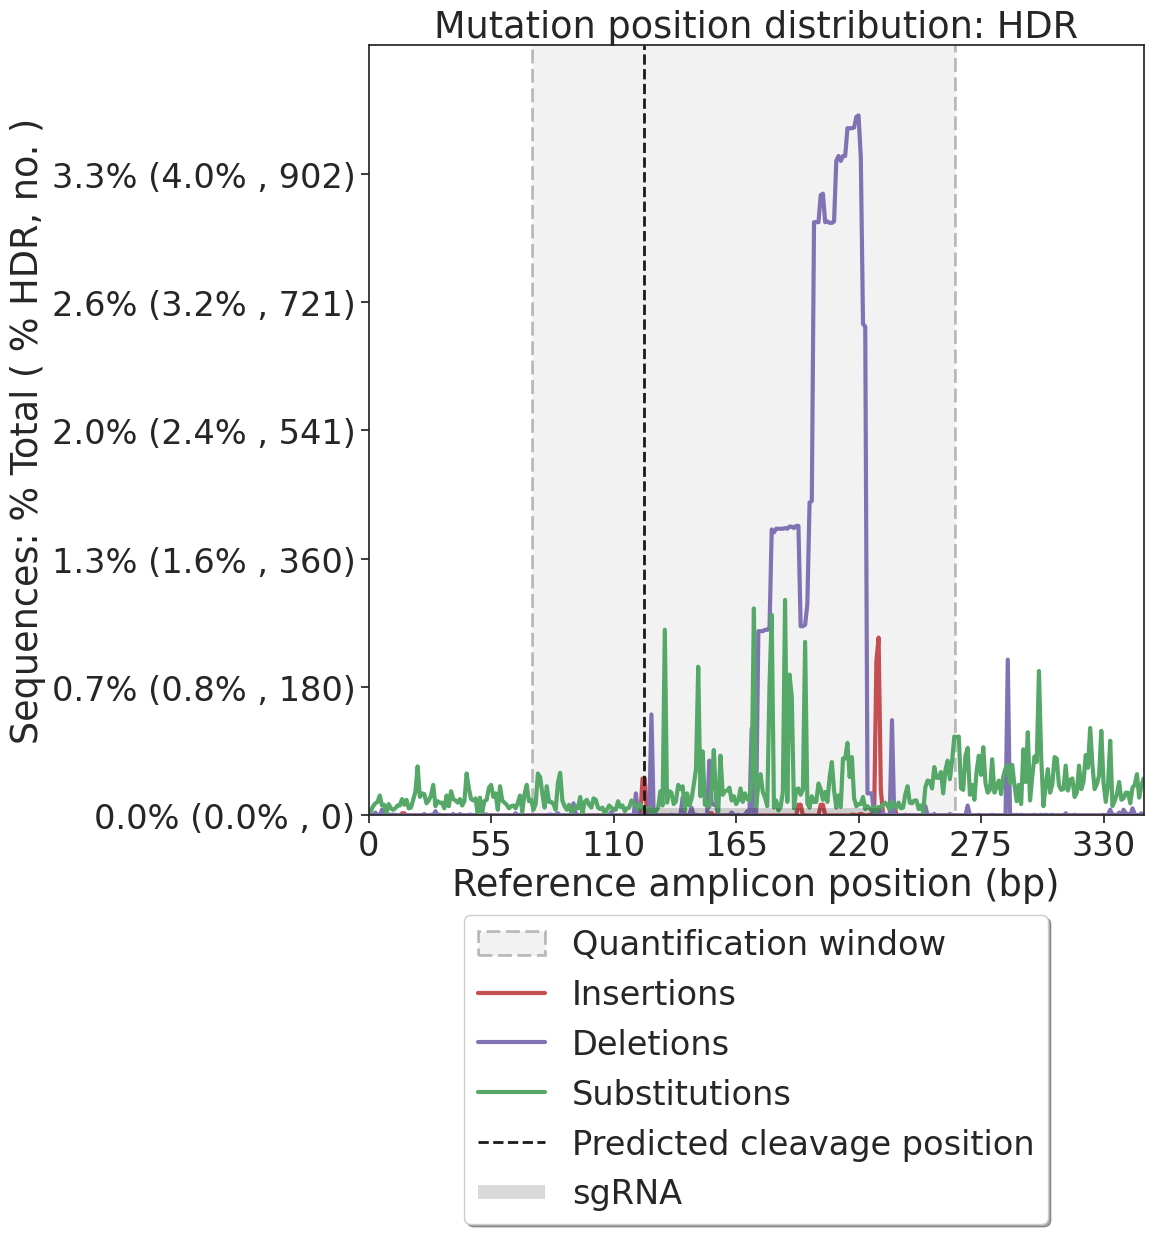 Mutation position distribution: HDR
Sequences: % Total ( % HDR, no. )
3.3% (4.0% , 902)
2.6% (3.2% , 721)
2.0% (2.4% , 541)
1.3% (1.6% , 360)
0.7% (0.8% , 180)
0.0% (0.0% , 0)
0 55 110 165 220 275 330
Reference amplicon position (bp)
Quantification window
Insertions
Deletions
Substitutions
Predicted cleavage position
sgRNA